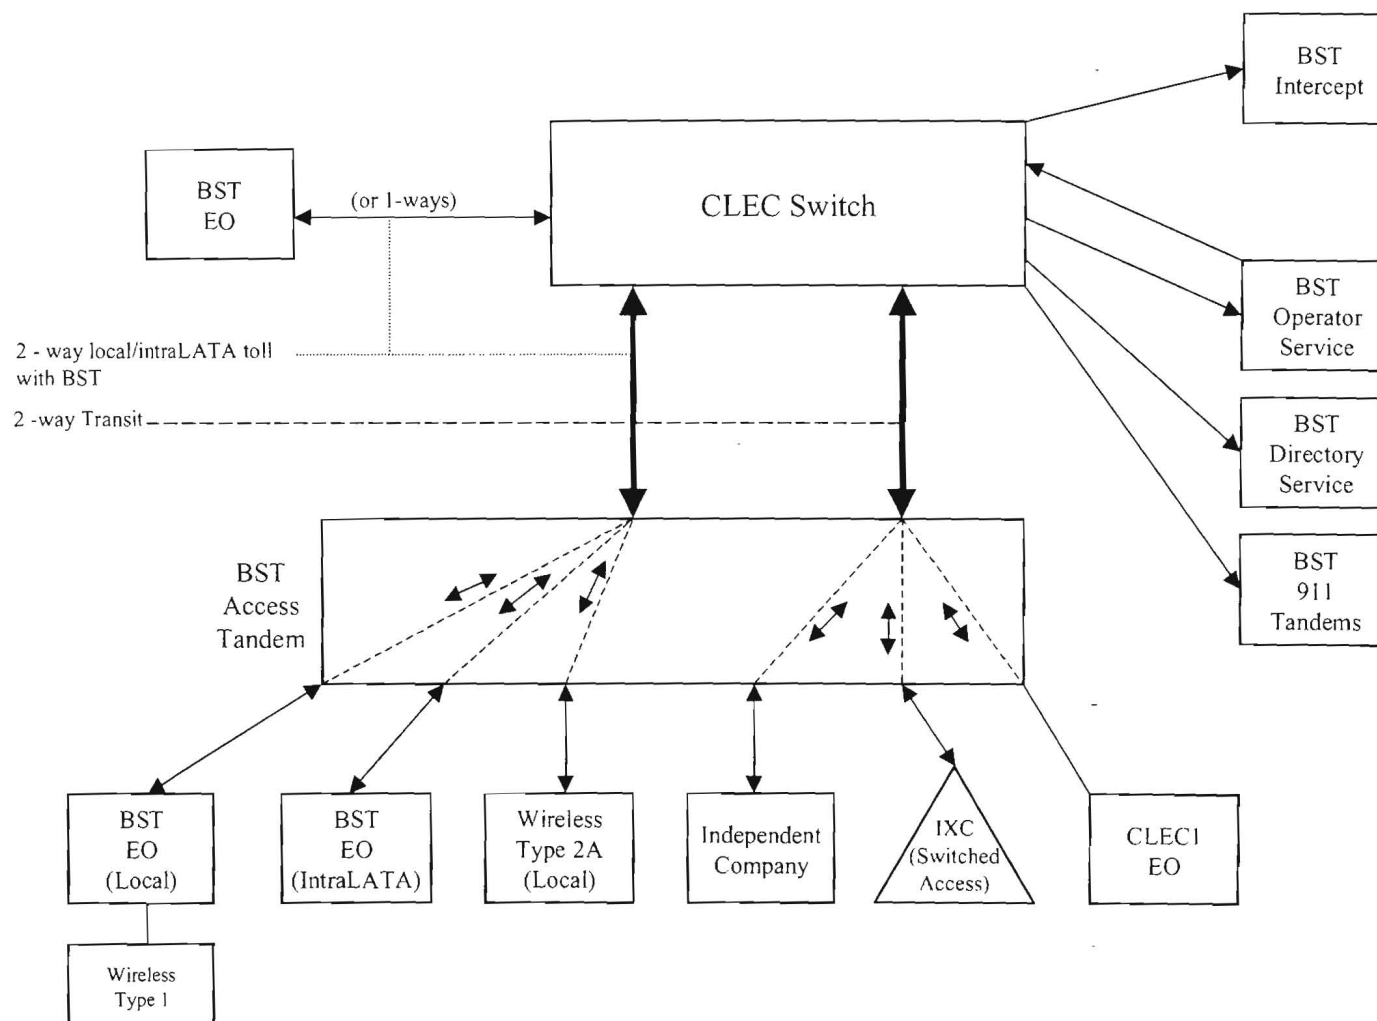 BST
Intercept
BST
EO
(or 1-ways)
CLEC Switch
BST
Operator
Service
2 - way local/intraLATA toll
with BST
2 -way Transit
BST
Directory
Service
BST
911
Tandems
BST
Access
Tandem
BST
EO
(Local)
BST
EO
(IntraLATA)
Wireless
Type 2A
(Local)
Independent
Company
IXC
(Switched
Access)
CLEC1
EO
Wireless
Type 1